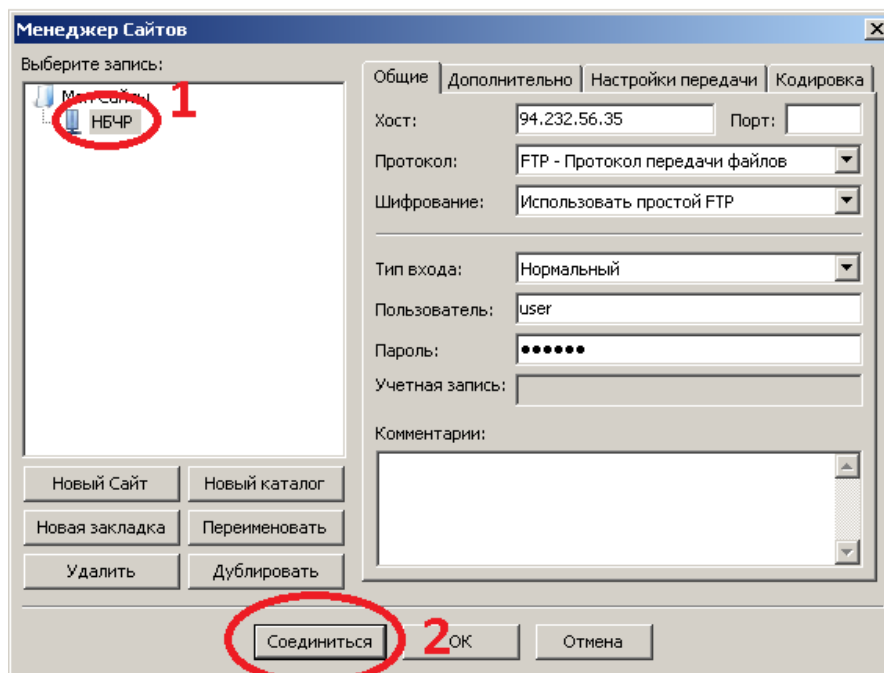 Менеджер Сайтов
Выберите запись:
Мои Сайты
НБЧР
1
Новый Сайт
Новый каталог
Новая закладка
Переименовать
Удалить
Дублировать
Общие
Дополнительно
Настройки передачи
Кодировка
Хост:
94.232.56.35
Порт:
Протокол:
FTP - Протокол передачи файлов
Шифрование:
Использовать простой FTP
Тип входа:
Нормальный
Пользователь:
user
Пароль:
●●●●●●
Учетная запись:
Комментарии:
Соединиться
2
OK
Отмена